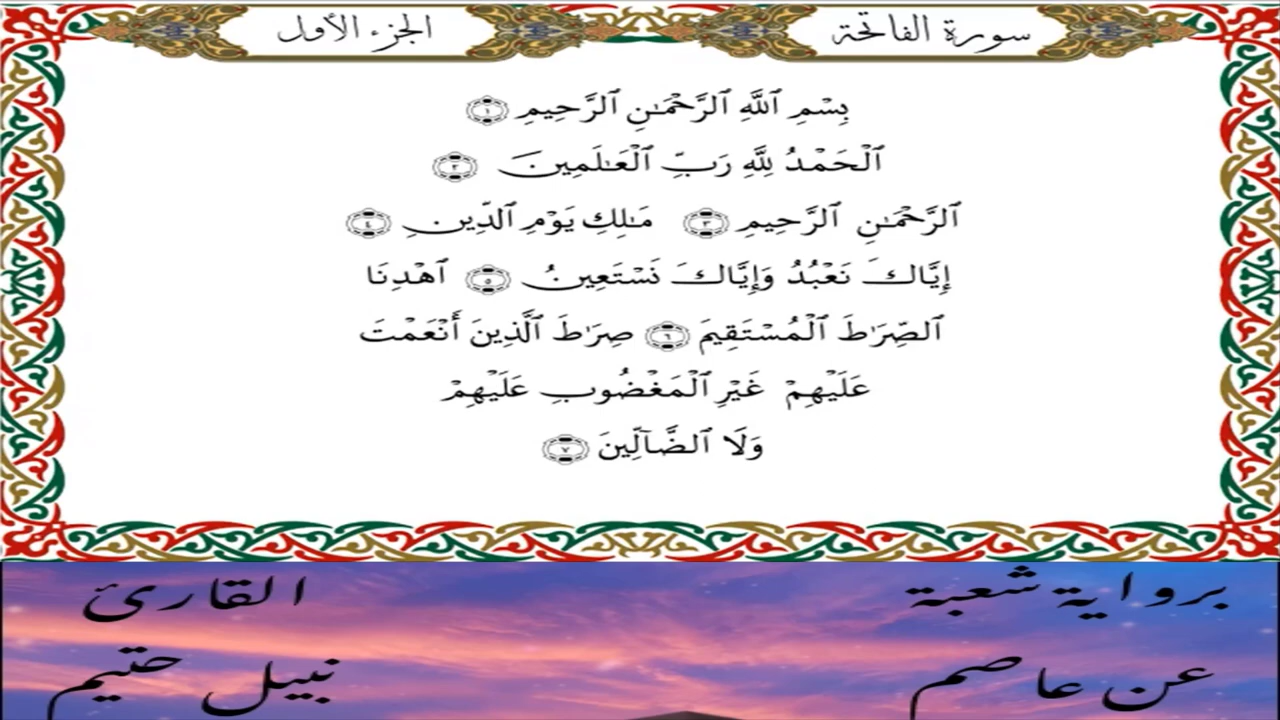 سورة الفاتحة
الجزء الأول
بِسْمِ ٱللَّهِ ٱلرَّحْمَـٰنِ ٱلرَّحِيمِ ١
ٱلْحَمْدُ لِلَّهِ رَبِّ ٱلْعَـٰلَمِينَ ٢
ٱلرَّحْمَـٰنِ ٱلرَّحِيمِ ٣ مَـٰلِكِ يَوْمِ ٱلدِّينِ ٤
إِيَّاكَ نَعْبُدُ وَإِيَّاكَ نَسْتَعِينُ ٥ ٱهْدِنَا
ٱلصِّرَٰطَ ٱلْمُسْتَقِيمَ ٦ صِرَٰطَ ٱلَّذِينَ أَنْعَمْتَ
عَلَيْهِمْ غَيْرِ ٱلْمَغْضُوبِ عَلَيْهِمْ
وَلَا ٱلضَّآلِّينَ ٧
برواية شعبة
عن عاصم
القارئ
نبيل حتيم